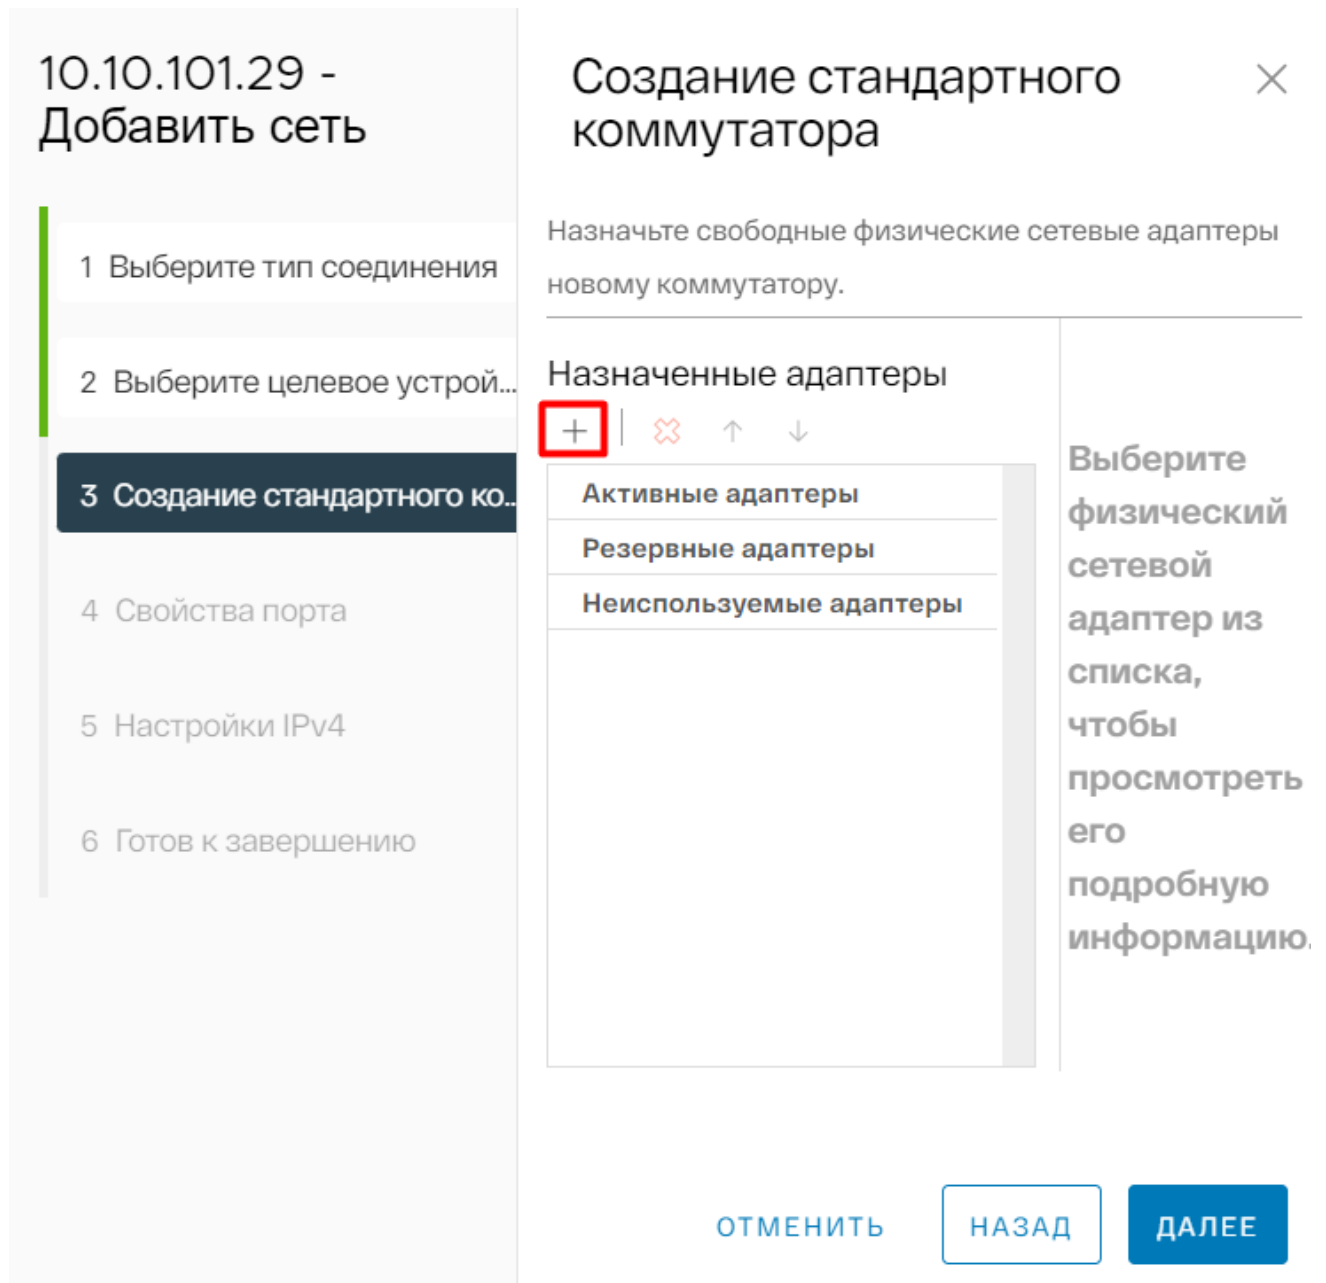 10.10.101.29 -
Добавить сеть
1 Выберите тип соединения
2 Выберите целевое устрой...
3 Создание стандартного ко...
4 Свойства порта
5 Настройки IPv4
6 Готов к завершению
Создание стандартного
коммутатора
Назначьте свободные физические сетевые адаптеры
новому коммутатору.
Назначенные адаптеры
Активные адаптеры
Резервные адаптеры
Неиспользуемые адаптеры
Выберите
физический
сетевой
адаптер из
списка,
чтобы
просмотреть
его
подробную
информацию.
ОТМЕНИТЬ
НАЗАД
ДАЛЕЕ